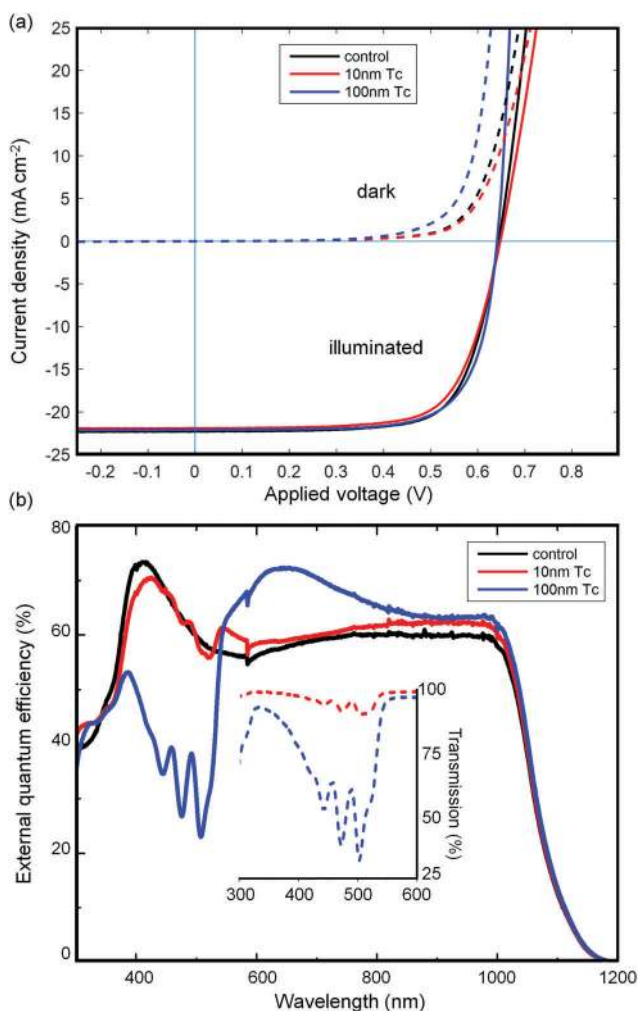 (a)
25
20
15
10
5
0
-5
-10
-15
-20
-25
Current density (mA cm-2)
control
10nm Tc
100nm Tc
dark
illuminated
-0.2 -0.1 0 0.1 0.2 0.3 0.4 0.5 0.6 0.7 0.8
Applied voltage (V)
(b)
80
60
40
20
0
External quantum efficiency (%)
control
10nm Tc
100nm Tc
100
75
50
25
Transmission (%)
300 400 500 600
400 600 800 1000 1200
Wavelength (nm)